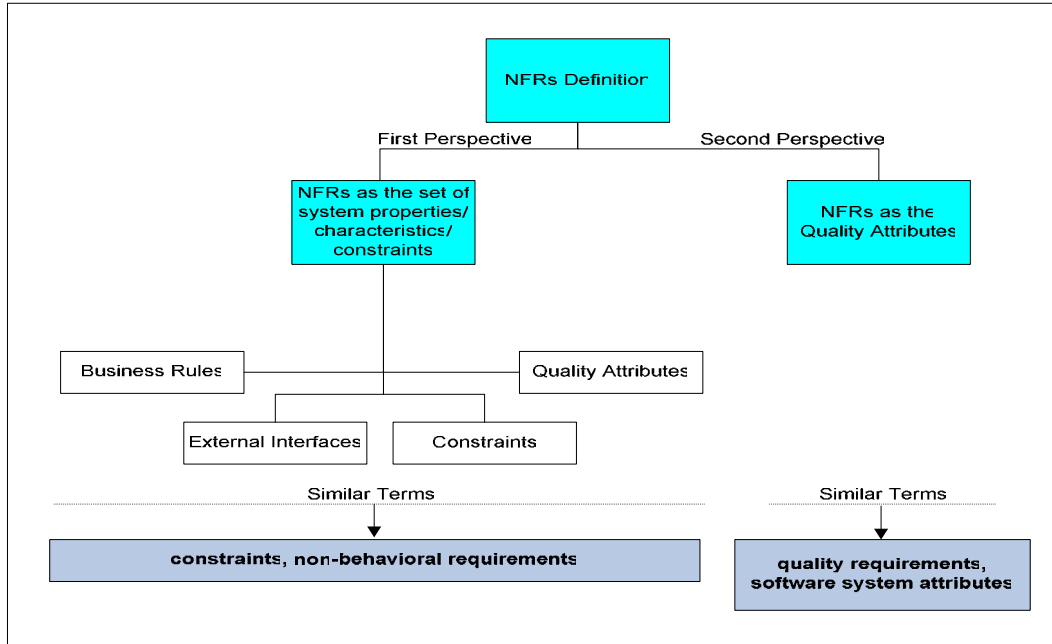 NFRs Definition
First Perspective
Second Perspective
NFRs as the set of
system properties/
characteristics/
constraints
NFRs as the
Quality Attributes
Business Rules
Quality Attributes
External Interfaces
Constraints
Similar Terms
Similar Terms
constraints, non-behavioral requirements
quality requirements,
software system attributes